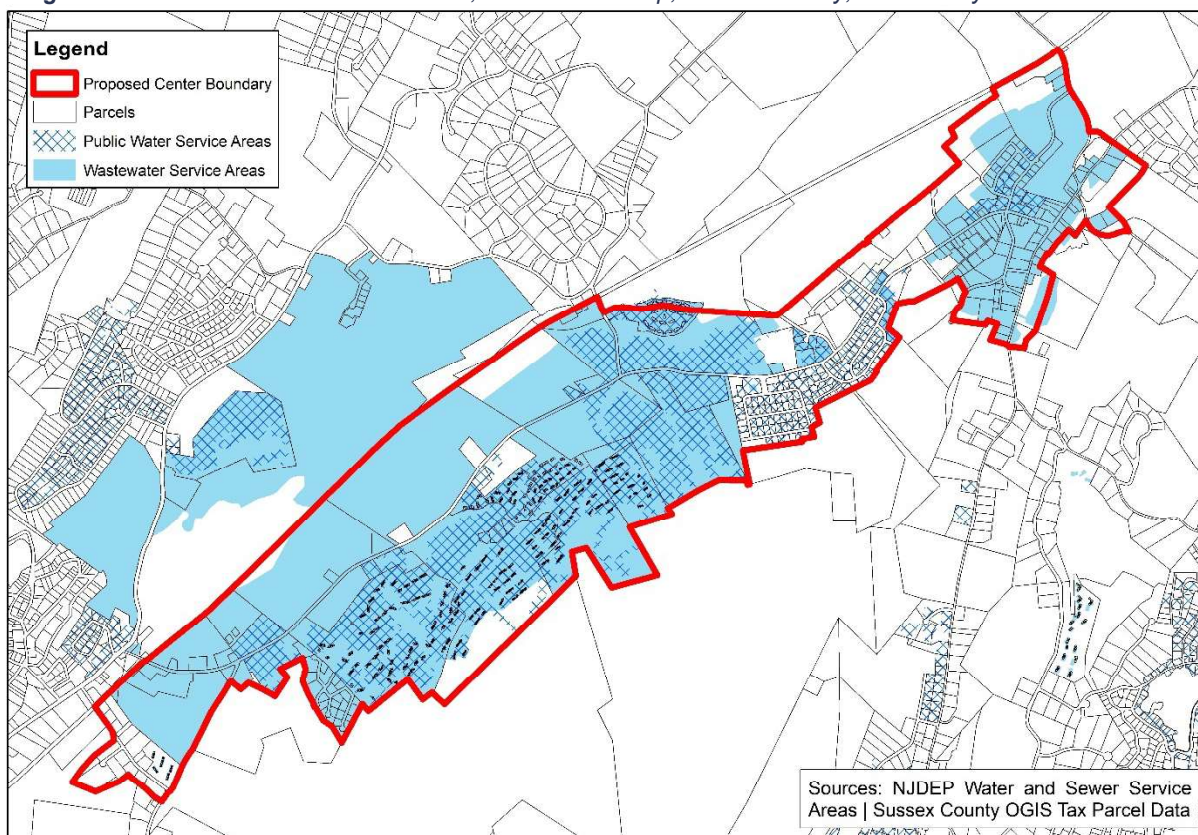 Legend
Proposed Center Boundary
Parcels
Public Water Service Areas
Wastewater Service Areas
Sources: NJDEP Water and Sewer Service
Areas | Sussex County OGIS Tax Parcel Data